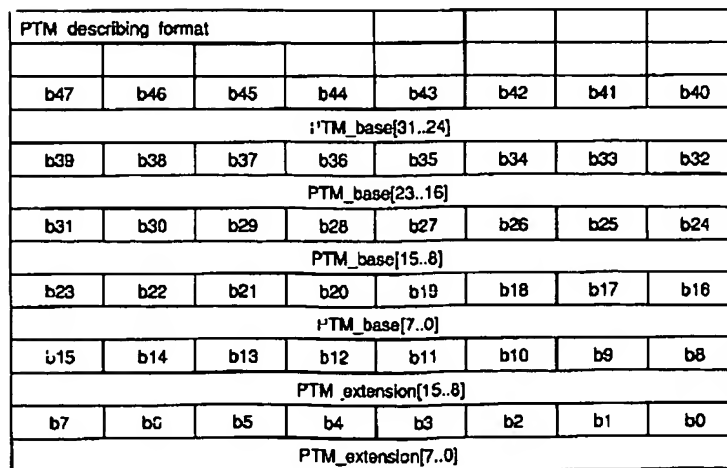 PTM describing format
b47 b46 b45 b44 b43 b42 b41 b40
PTM_base[31..24]
b39 b38 b37 b36 b35 b34 b33 b32
PTM_base[23..16]
b31 b30 b29 b28 b27 b26 b25 b24
PTM_base[15..8]
b23 b22 b21 b20 b19 b18 b17 b16
PTM_base[7..0]
b15 b14 b13 b12 b11 b10 b9 b8
PTM_extension[15..8]
b7 b6 b5 b4 b3 b2 b1 b0
PTM_extension[7..0]